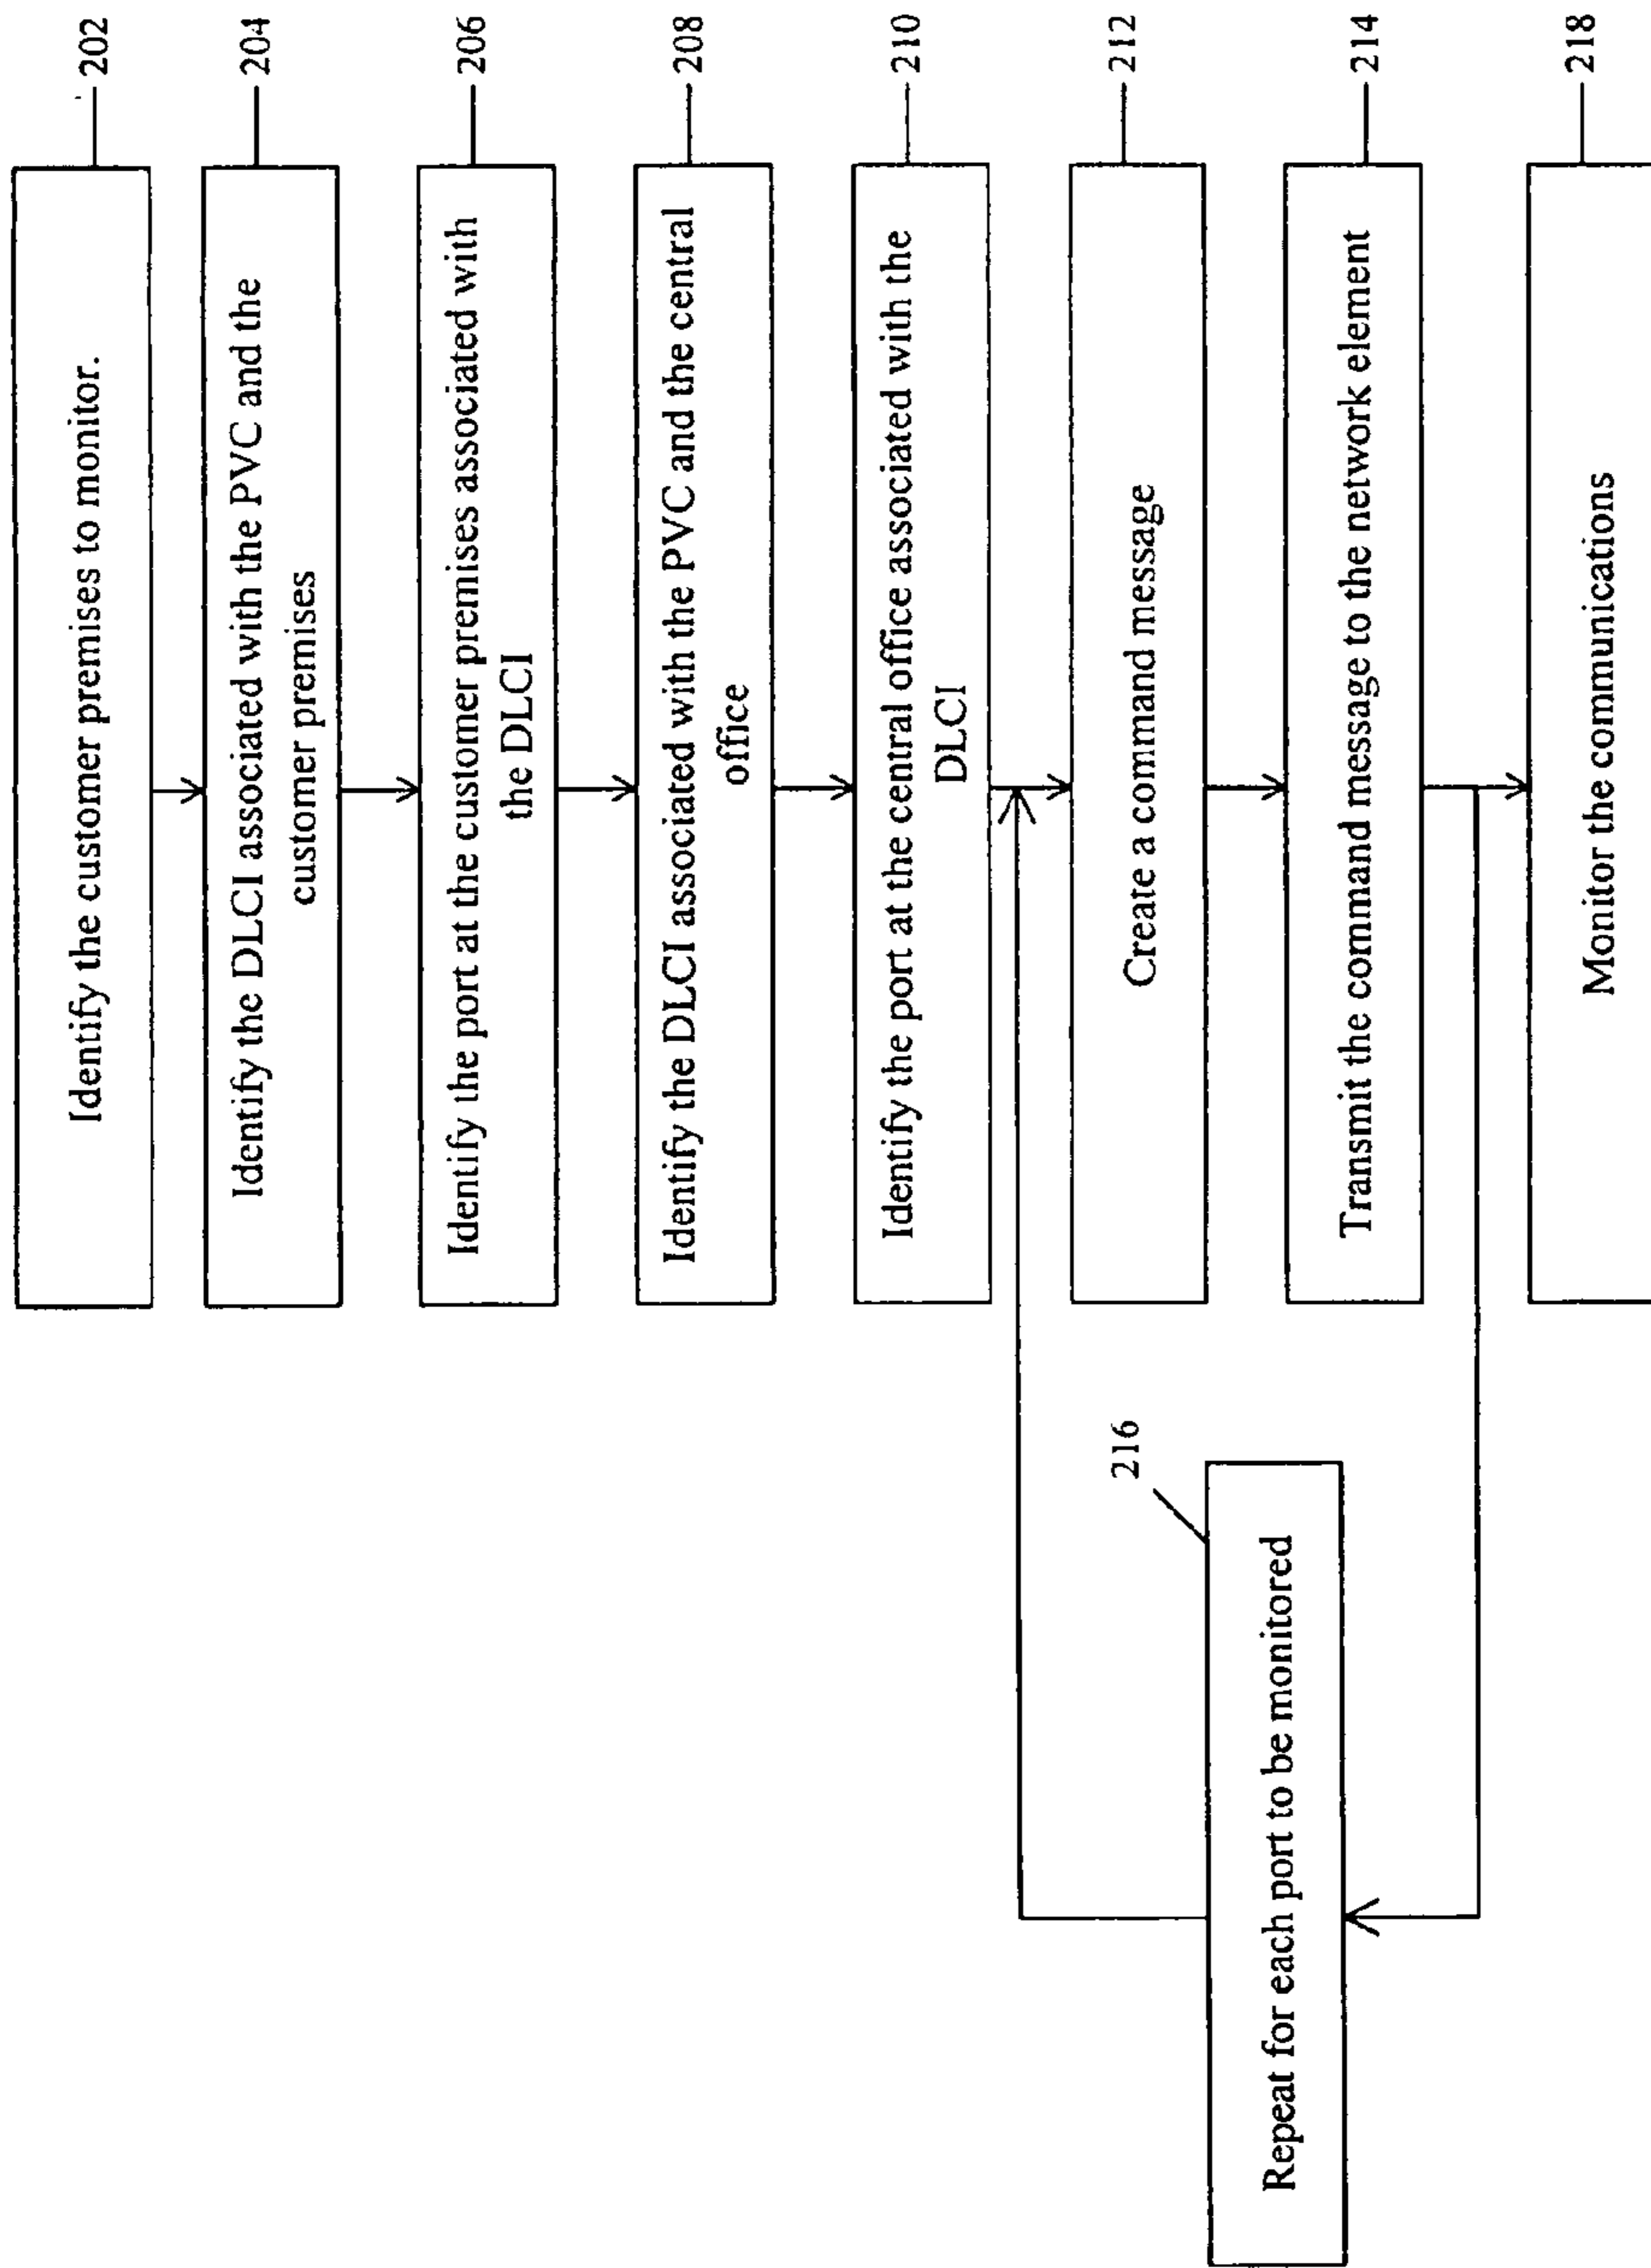 Identify the customer premises to monitor.
202
Identify the DLCI associated with the PVC and the
customer premises
204
Identify the port at the customer premises associated with
the DLCI
206
Identify the DLCI associated with the PVC and the central
office
208
Identify the port at the central office associated with the
DLCI
210
Create a command message
212
Transmit the command message to the network element
214
216
Repeat for each port to be monitored
Monitor the communications
218